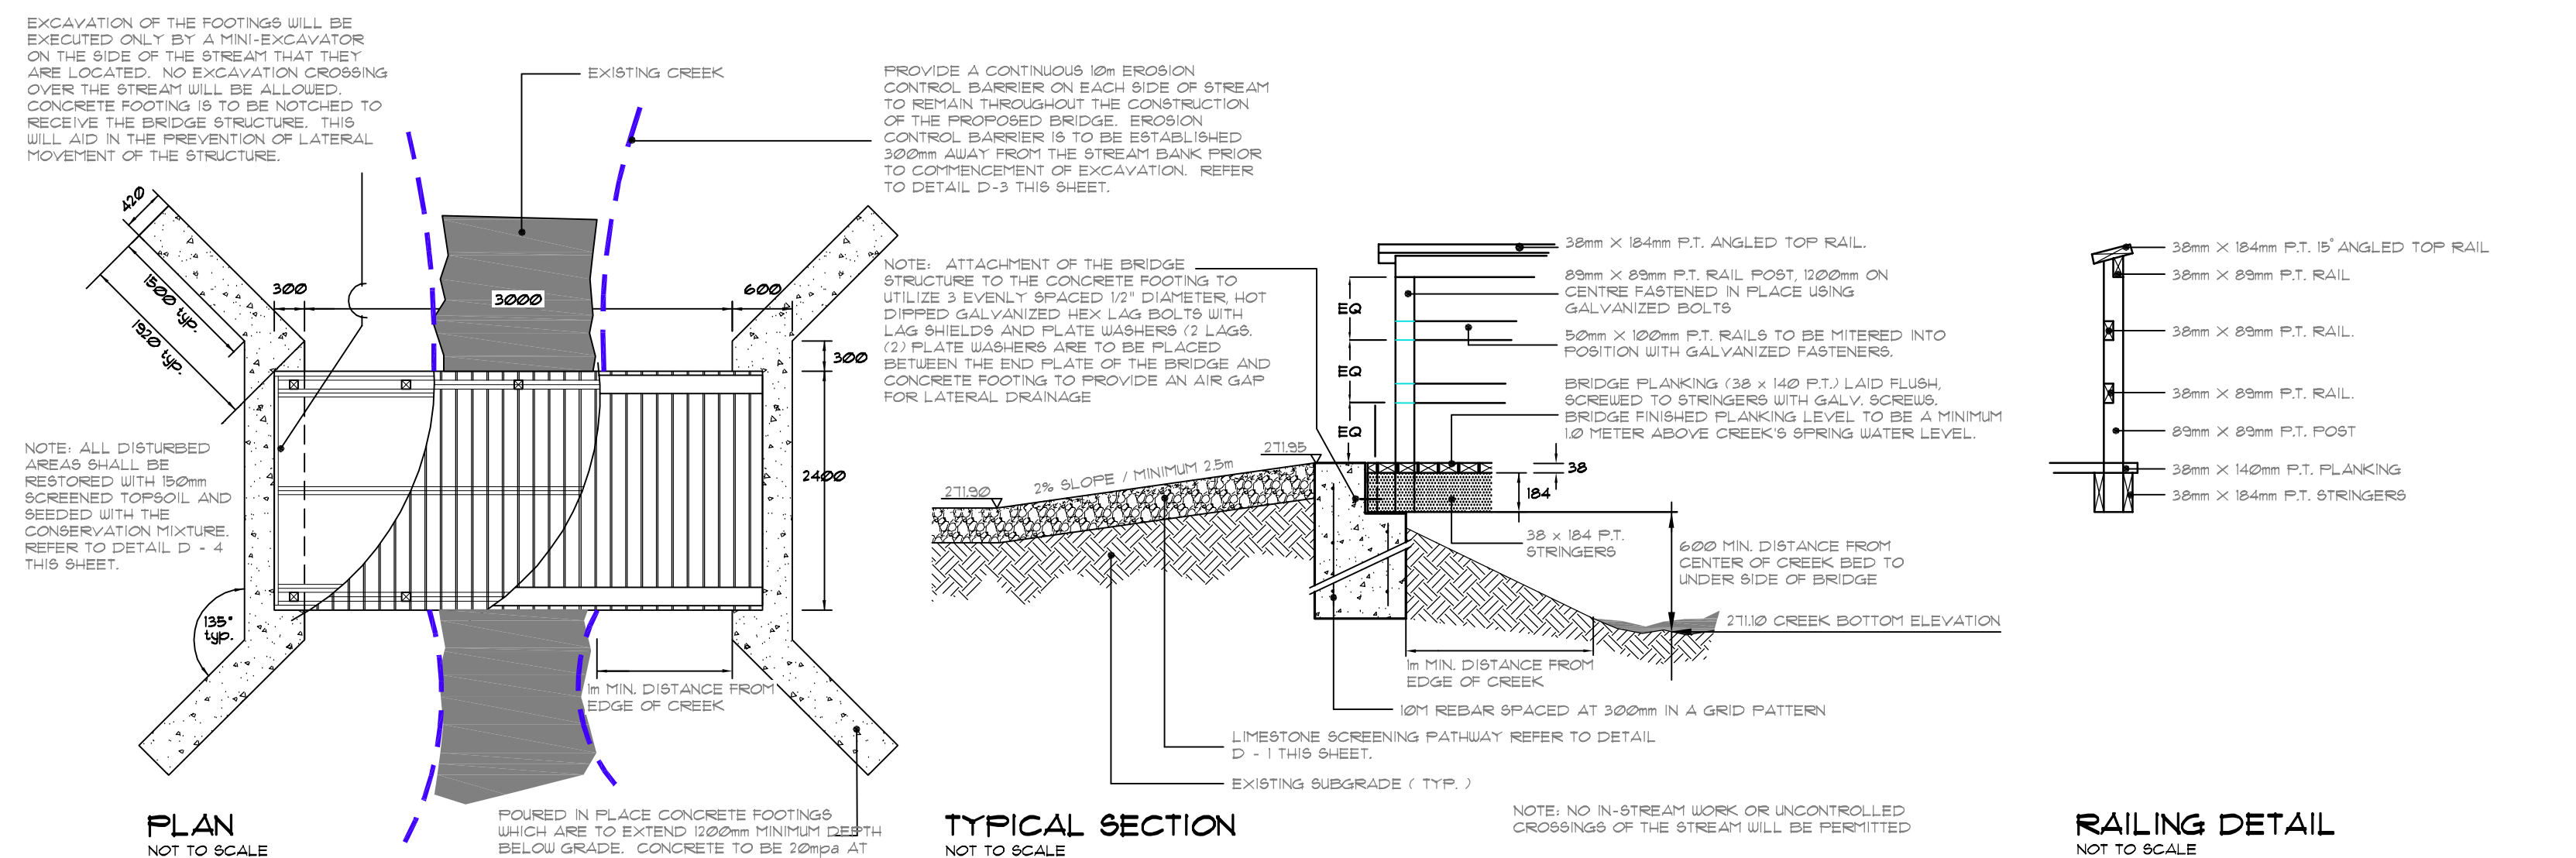 EXCAVATION OF THE FOOTINGS WILL BE
EXECUTED ONLY BY A MINI-EXCAVATOR
ON THE SIDE OF THE STREAM THAT THEY
ARE LOCATED. NO EXCAVATION CROSSING
OVER THE STREAM WILL BE ALLOWED.
CONCRETE FOOTING IS TO BE NOTCHED TO
RECEIVE THE BRIDGE STRUCTURE. THIS
WILL AID IN THE PREVENTION OF LATERAL
MOVEMENT OF THE STRUCTURE.
EXISTING CREEK
PROVIDE A CONTINUOUS 10m EROSION
CONTROL BARRIER ON EACH SIDE OF STREAM
TO REMAIN THROUGHOUT THE CONSTRUCTION
OF THE PROPOSED BRIDGE. EROSION
CONTROL BARRIER IS TO BE ESTABLISHED
300mm AWAY FROM THE STREAM BANK PRIOR
TO COMMENCEMENT OF EXCAVATION. REFER
TO DETAIL D-3 THIS SHEET.
420
1500 typ.
1920 typ.
300
3000
600
300
2400
135°
typ.
NOTE: ALL DISTURBED
AREAS SHALL BE
RESTORED WITH 150mm
SCREENED TOPSOIL AND
SEEDED WITH THE
CONSERVATION MIXTURE.
REFER TO DETAIL D - 4
THIS SHEET.
1m MIN. DISTANCE FROM
EDGE OF CREEK
POURED IN PLACE CONCRETE FOOTINGS
WHICH ARE TO EXTEND 1200mm MINIMUM DEPTH
BELOW GRADE. CONCRETE TO BE 20mpa AT
PLAN
NOT TO SCALE
NOTE: ATTACHMENT OF THE BRIDGE
STRUCTURE TO THE CONCRETE FOOTING TO
UTILIZE 3 EVENLY SPACED 1/2" DIAMETER, HOT
DIPPED GALVANIZED HEX LAG BOLTS WITH
LAG SHIELDS AND PLATE WASHERS (2 LAGS.
(2) PLATE WASHERS ARE TO BE PLACED
BETWEEN THE END PLATE OF THE BRIDGE AND
CONCRETE FOOTING TO PROVIDE AN AIR GAP
FOR LATERAL DRAINAGE
38mm X 184mm P.T. ANGLED TOP RAIL.
89mm X 89mm P.T. RAIL POST, 1200mm ON
CENTRE FASTENED IN PLACE USING
GALVANIZED BOLTS
50mm X 100mm P.T. RAILS TO BE MITERED INTO
POSITION WITH GALVANIZED FASTENERS.
BRIDGE PLANKING (38 x 140 P.T.) LAID FLUSH,
SCREWED TO STRINGERS WITH GALV. SCREWS.
BRIDGE FINISHED PLANKING LEVEL TO BE A MINIMUM
1.0 METER ABOVE CREEK'S SPRING WATER LEVEL.
EQ
EQ
EQ
271.95
2% SLOPE / MINIMUM 2.5m
271.90
38
184
38 x 184 P.T.
STRINGERS
600 MIN. DISTANCE FROM
CENTER OF CREEK BED TO
UNDER SIDE OF BRIDGE
271.10 CREEK BOTTOM ELEVATION
1m MIN. DISTANCE FROM
EDGE OF CREEK
10M REBAR SPACED AT 300mm IN A GRID PATTERN
LIMESTONE SCREENING PATHWAY REFER TO DETAIL
D - 1 THIS SHEET.
EXISTING SUBGRADE ( TYP. )
TYPICAL SECTION
NOT TO SCALE
NOTE: NO IN-STREAM WORK OR UNCONTROLLED
CROSSINGS OF THE STREAM WILL BE PERMITTED
38mm X 184mm P.T. 15° ANGLED TOP RAIL
38mm X 89mm P.T. RAIL
38mm X 89mm P.T. RAIL.
38mm X 89mm P.T. RAIL.
89mm X 89mm P.T. POST
38mm X 140mm P.T. PLANKING
38mm X 184mm P.T. STRINGERS
RAILING DETAIL
NOT TO SCALE